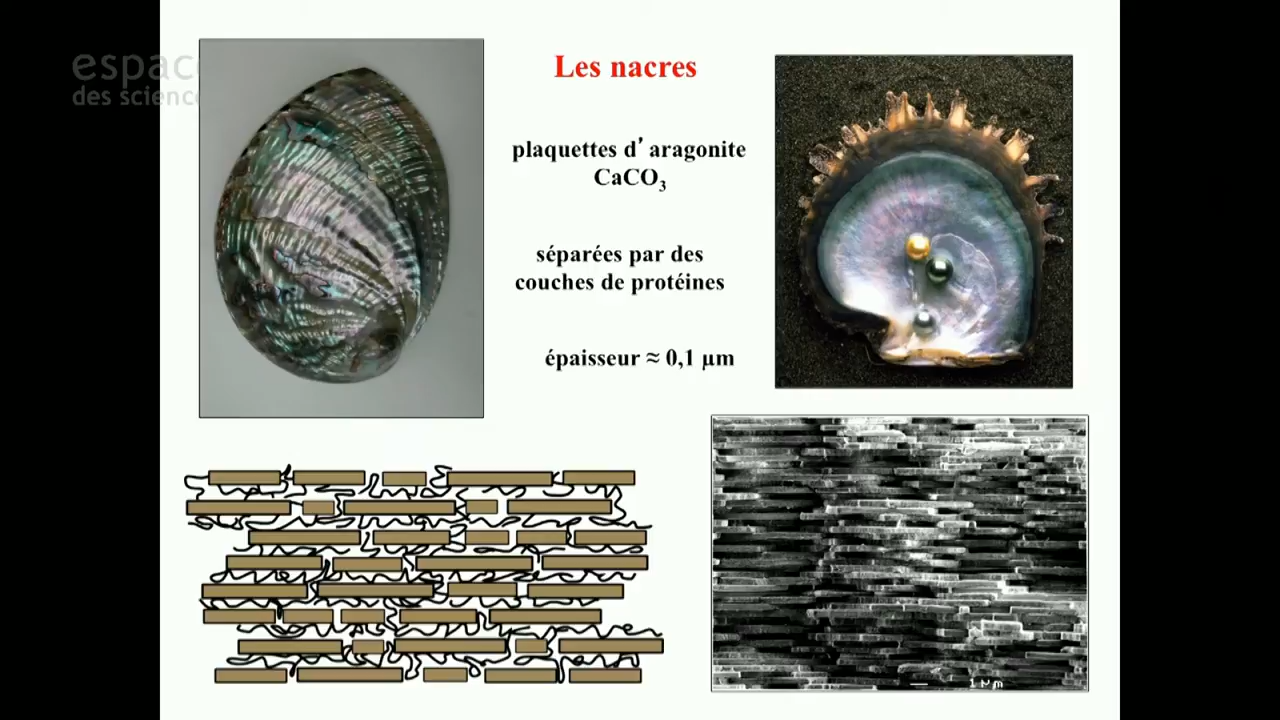 espace
des science
Les nacres
plaquettes d’ aragonite
CaCO₃
séparées par des
couches de protéines
épaisseur ≈ 0,1 μm
1 μm